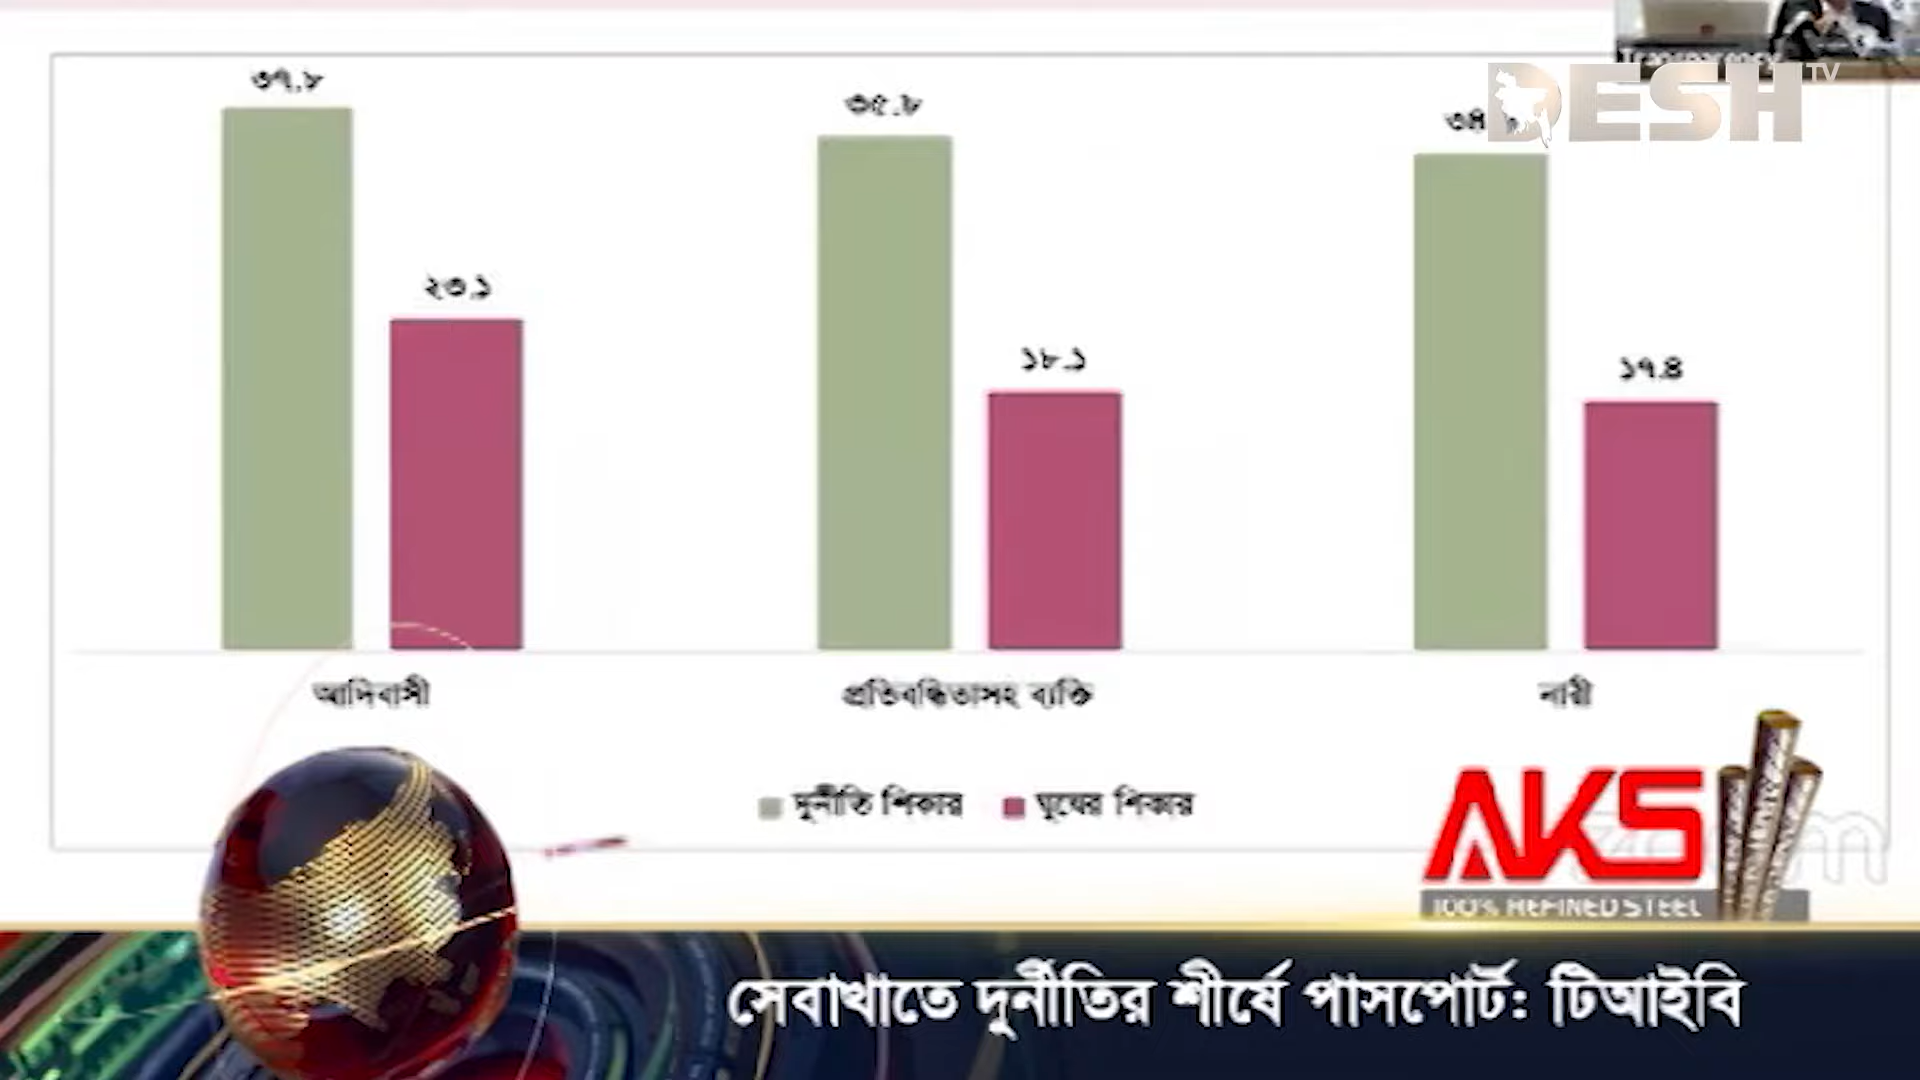 Transparency
DESH TV
৩৭.৮
৩৫.৮
২৩.১
১৮.১
১৭.৪
আদিবাসী
প্রতিবন্ধিতাসহ ব্যক্তি
নারী
দুর্নীতি শিকার
ঘুষের শিকার
AKS
100% REFINED STEEL
সেবাখাতে দুর্নীতির শীর্ষে পাসপোর্ট: টিআইবি